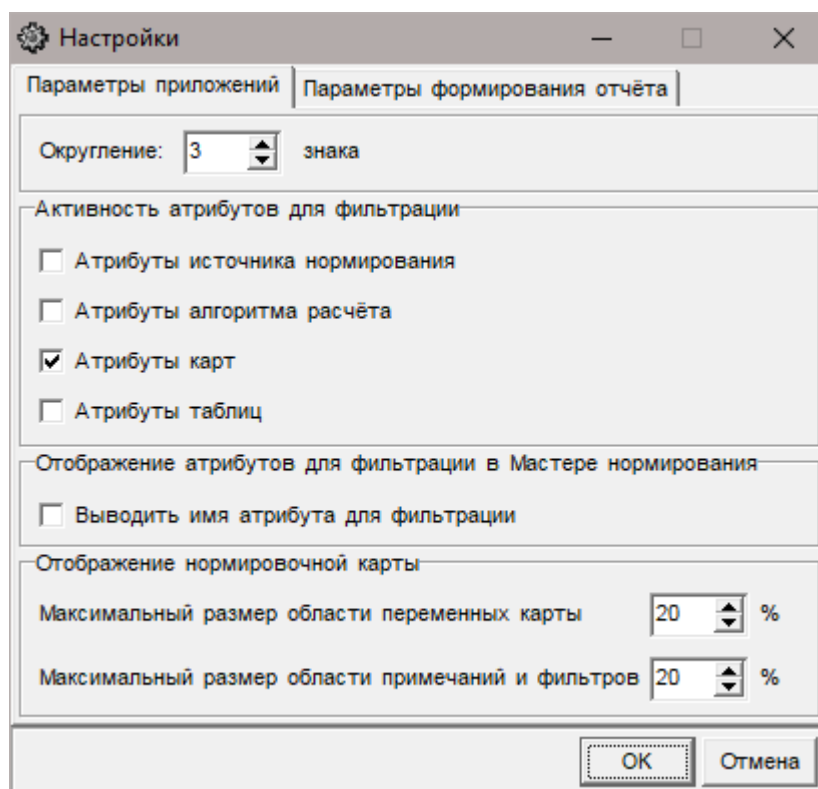 Настройки
Параметры приложений Параметры формирования отчёта
Округление: 3 знака
Активность атрибутов для фильтрации
Атрибуты источника нормирования
Атрибуты алгоритма расчёта
Атрибуты карт
Атрибуты таблиц
Отображение атрибутов для фильтрации в Мастере нормирования
Выводить имя атрибута для фильтрации
Отображение нормировочной карты
Максимальный размер области переменных карты 20 %
Максимальный размер области примечаний и фильтров 20 %
OK Отмена